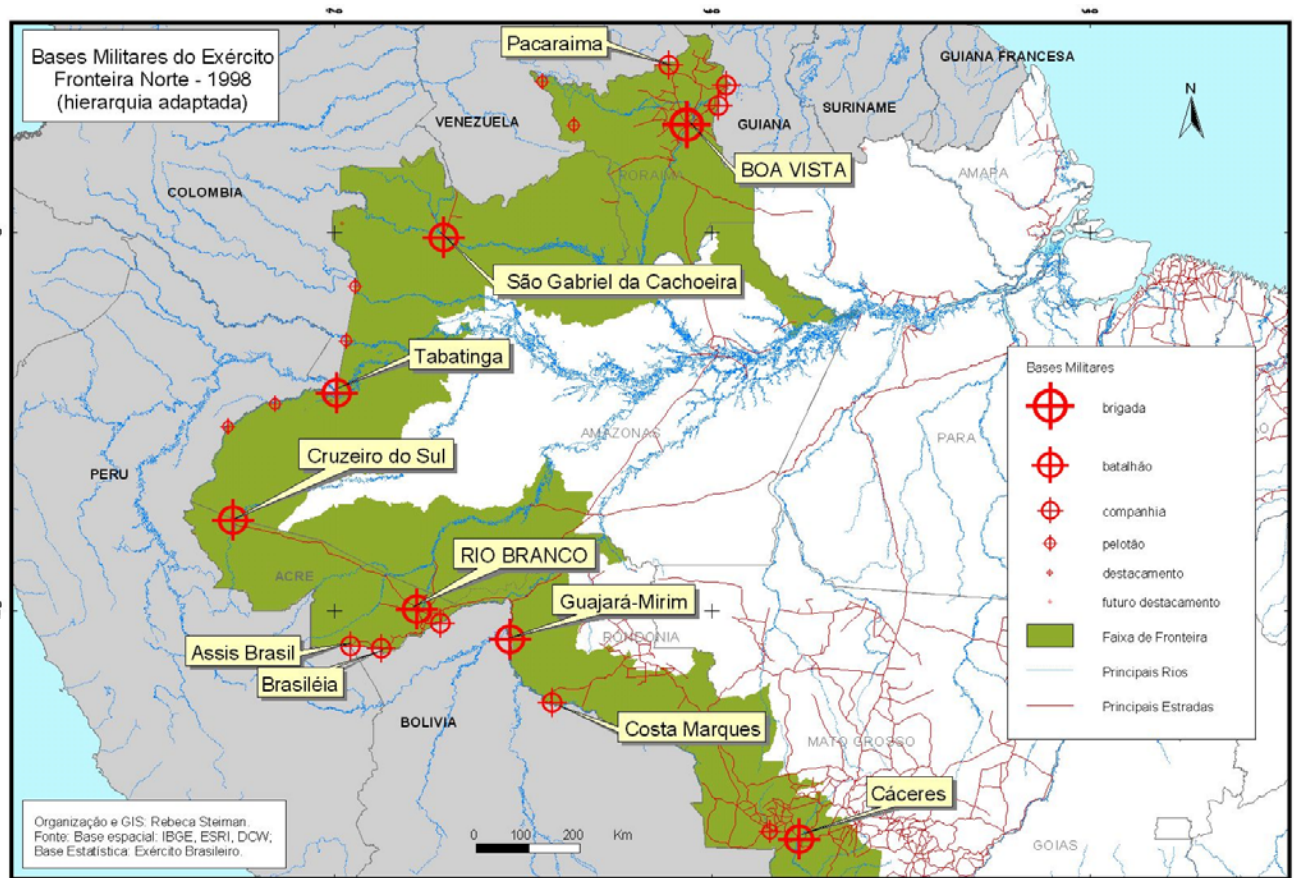 Bases Militares do Exército
Fronteira Norte - 1998
(hierarquia adaptada)
Pacaraima
GUIANA FRANCESA
N
SURINAME
VENEZUELA
GUIANA
BOA VISTA
RORAIMA
AMAPA
COLOMBIA
São Gabriel da Cachoeira
Tabatinga
Bases Militares
brigada
batalhão
companhia
pelotão
destacamento
futuro destacamento
Faixa de Fronteira
Principais Rios
Principais Estradas
AMAZONAS
PARA
Cruzeiro do Sul
PERU
RIO BRANCO
ACRE
Guajará-Mirim
RONDONIA
Assis Brasil
Brasiléia
BOLIVIA
Costa Marques
MATO GROSSO
Cáceres
GOIAS
Organização e GIS: Rebeca Steiman.
Fonte: Base espacial: IBGE, ESRI, DCW;
Base Estatística: Exército Brasileiro.
0 100 200 Km